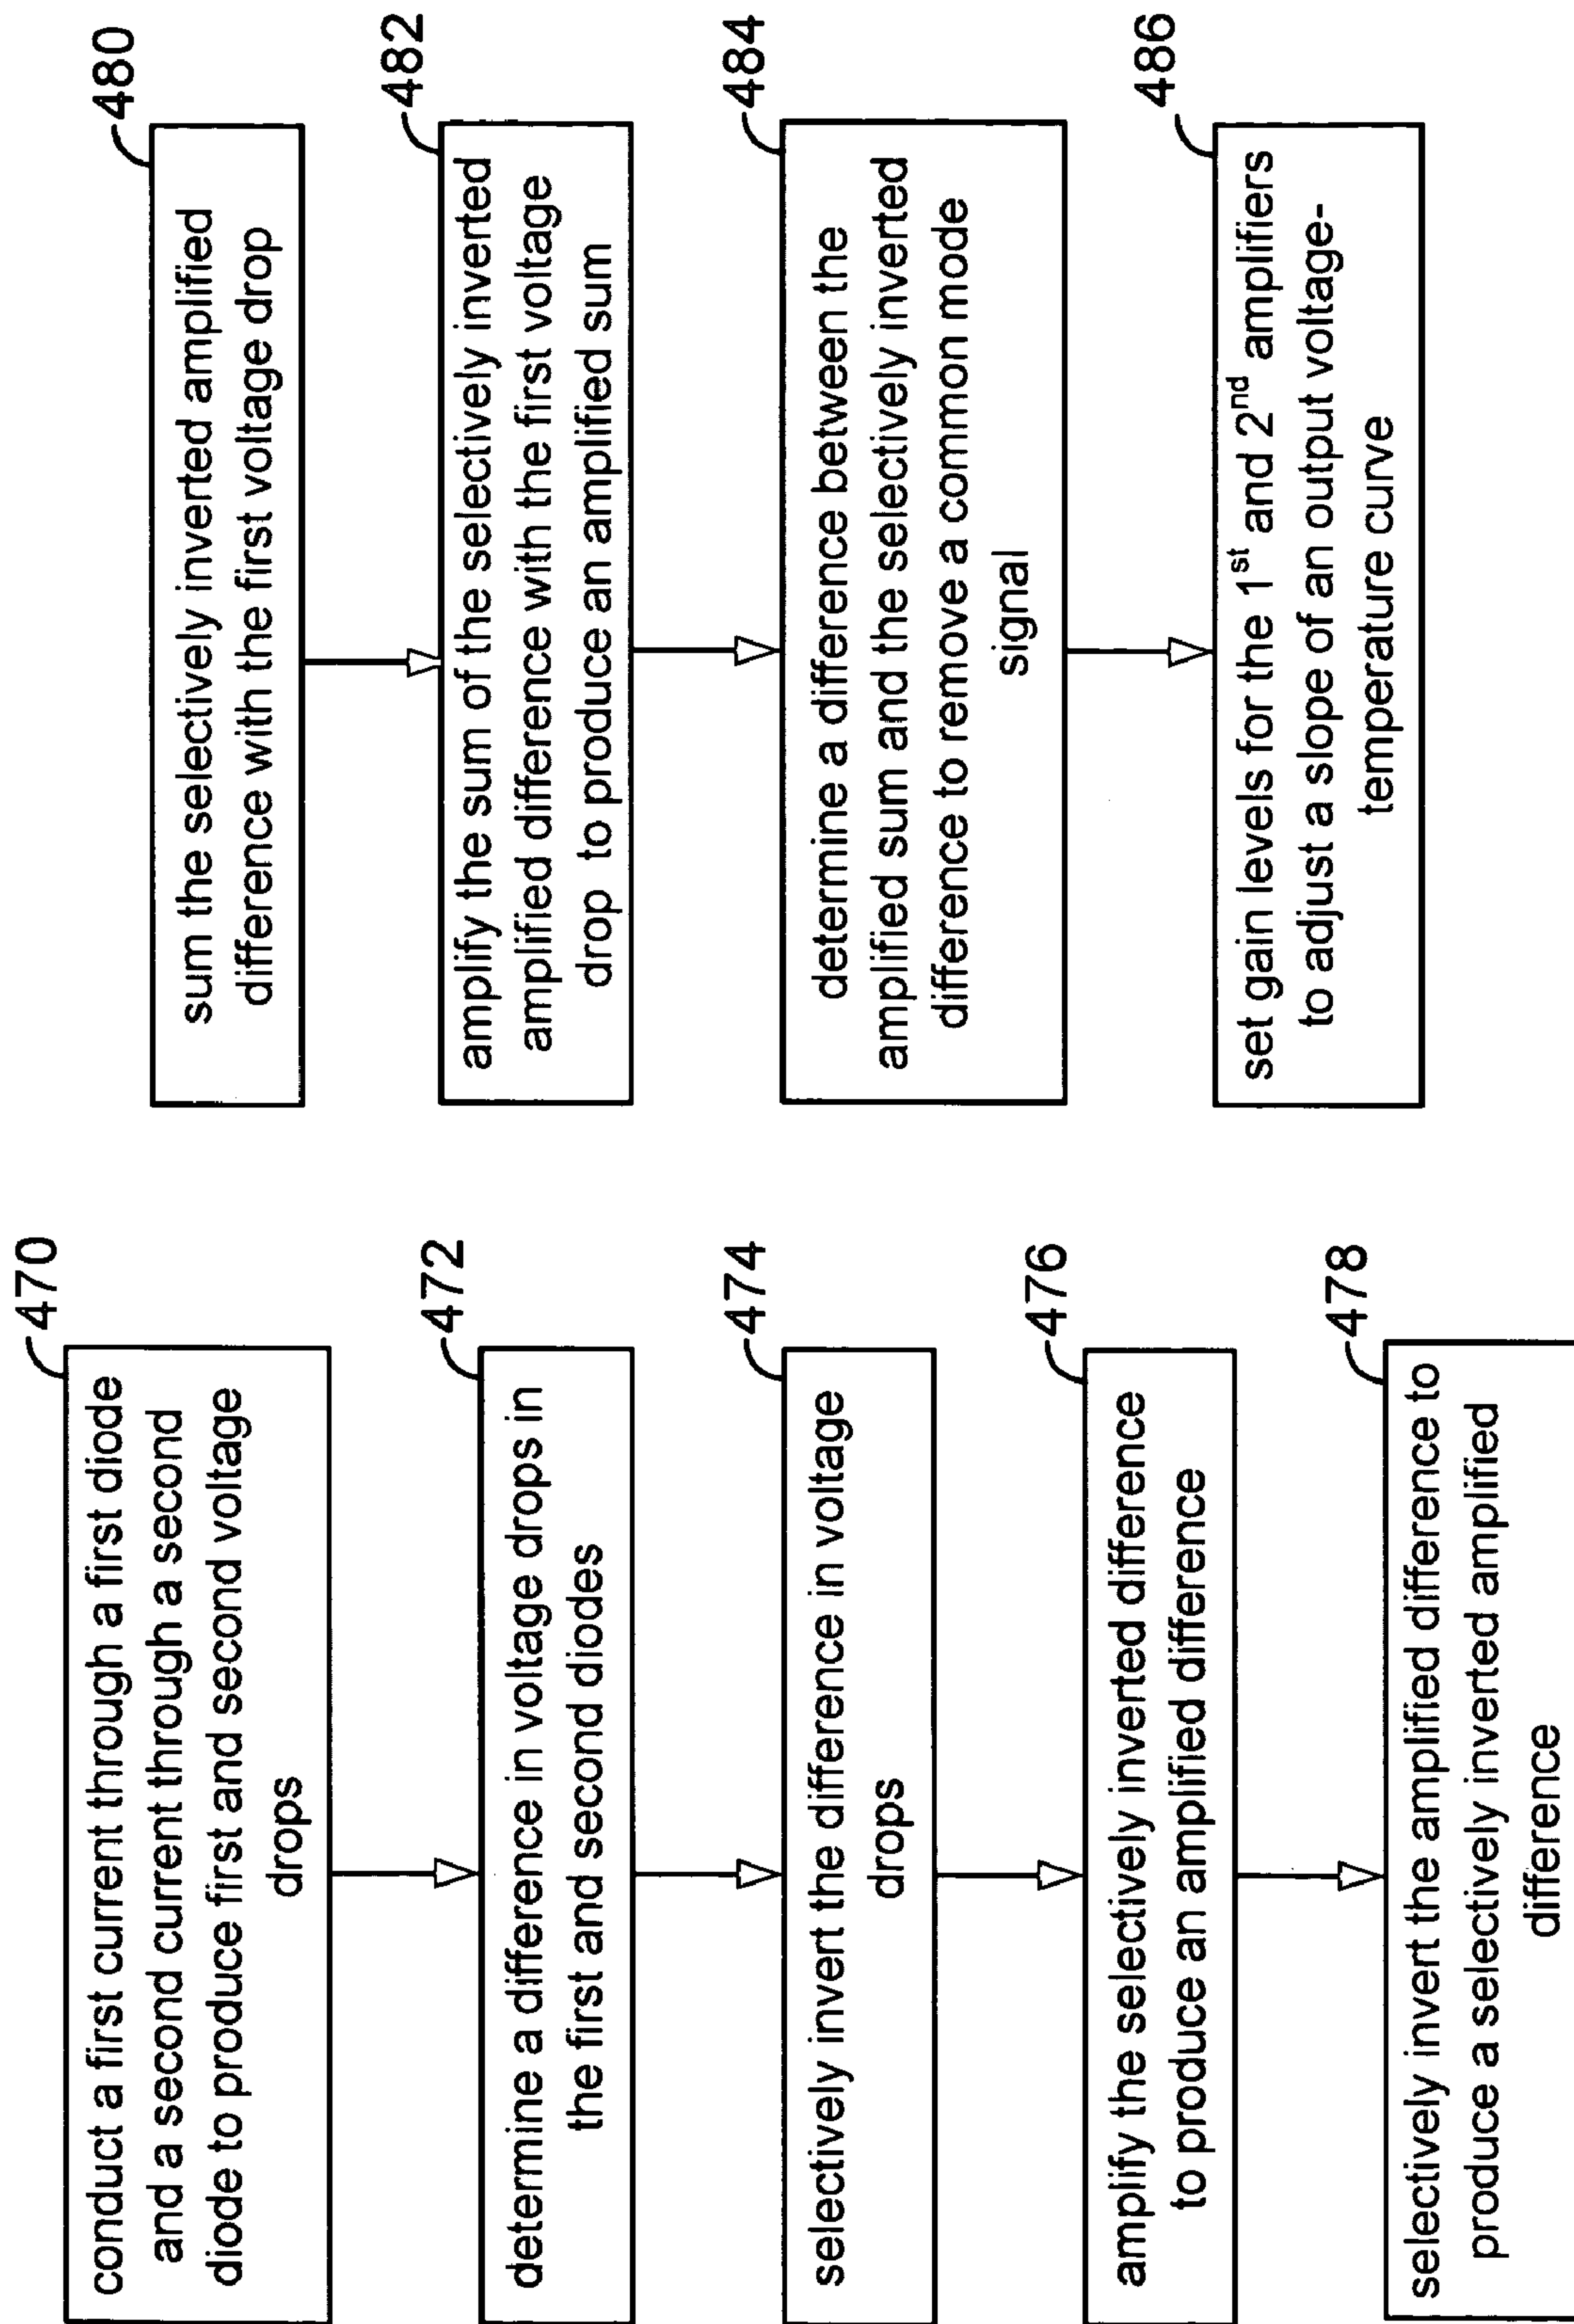 470
conduct a first current through a first diode
and a second current through a second
diode to produce first and second voltage
drops
472
determine a difference in voltage drops in
the first and second diodes
474
selectively invert the difference in voltage
drops
476
amplify the selectively inverted difference
to produce an amplified difference
478
selectively invert the amplified difference to
produce a selectively inverted amplified
difference
480
sum the selectively inverted amplified
difference with the first voltage drop
482
amplify the sum of the selectively inverted
amplified difference with the first voltage
drop to produce an amplified sum
484
determine a difference between the
amplified sum and the selectively inverted
difference to remove a common mode
signal
486
set gain levels for the 1st and 2nd amplifiers
to adjust a slope of an output voltage-
temperature curve